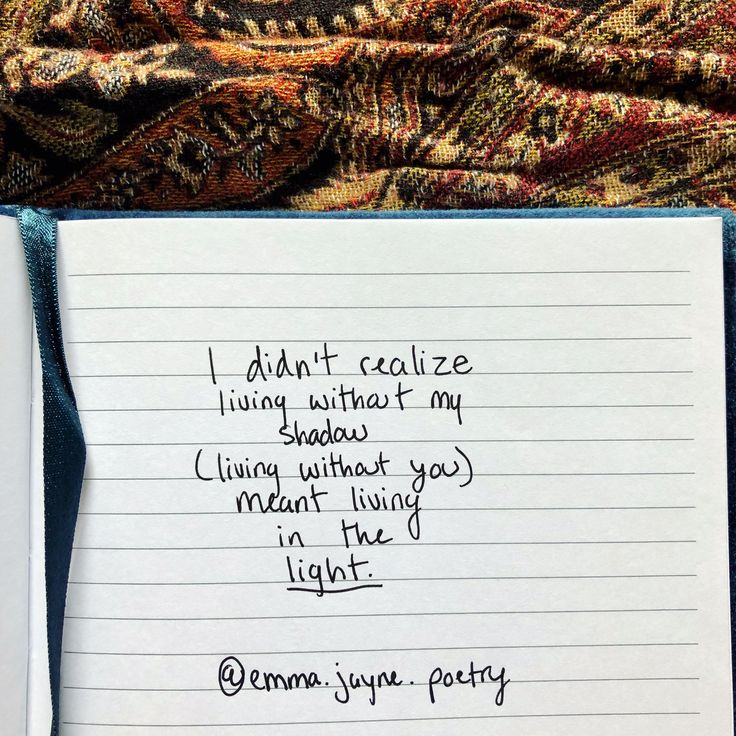 I didn't realize
living without my
shadow
(living without you)
meant living
in the
light.
@emma.jayne.poetry